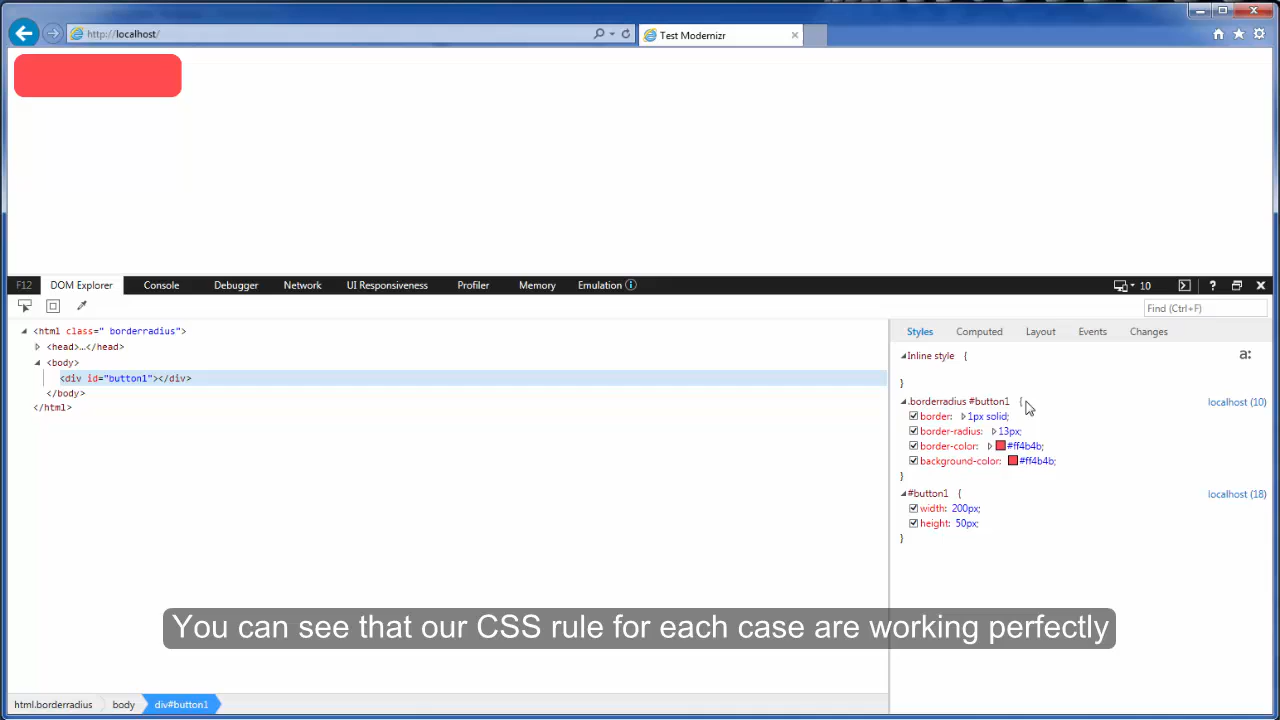 http://localhost/
Test Modernizr
F12 DOM Explorer Console Debugger Network UI Responsiveness Profiler Memory Emulation 10 ?
Find (Ctrl+F)
Styles Computed Layout Events Changes
<html class=" borderradius">
<head>…</head>
<body>
<div id="button1"></div>
</body>
</html>
Inline style {
a:
}
.borderradius #button1 {
localhost (10)
border: 1px solid;
border-radius: 13px;
border-color: #ff4b4b;
background-color: #ff4b4b;
}
#button1 {
localhost (18)
width: 200px;
height: 50px;
}
You can see that our CSS rule for each case are working perfectly
html.borderradius body div#button1